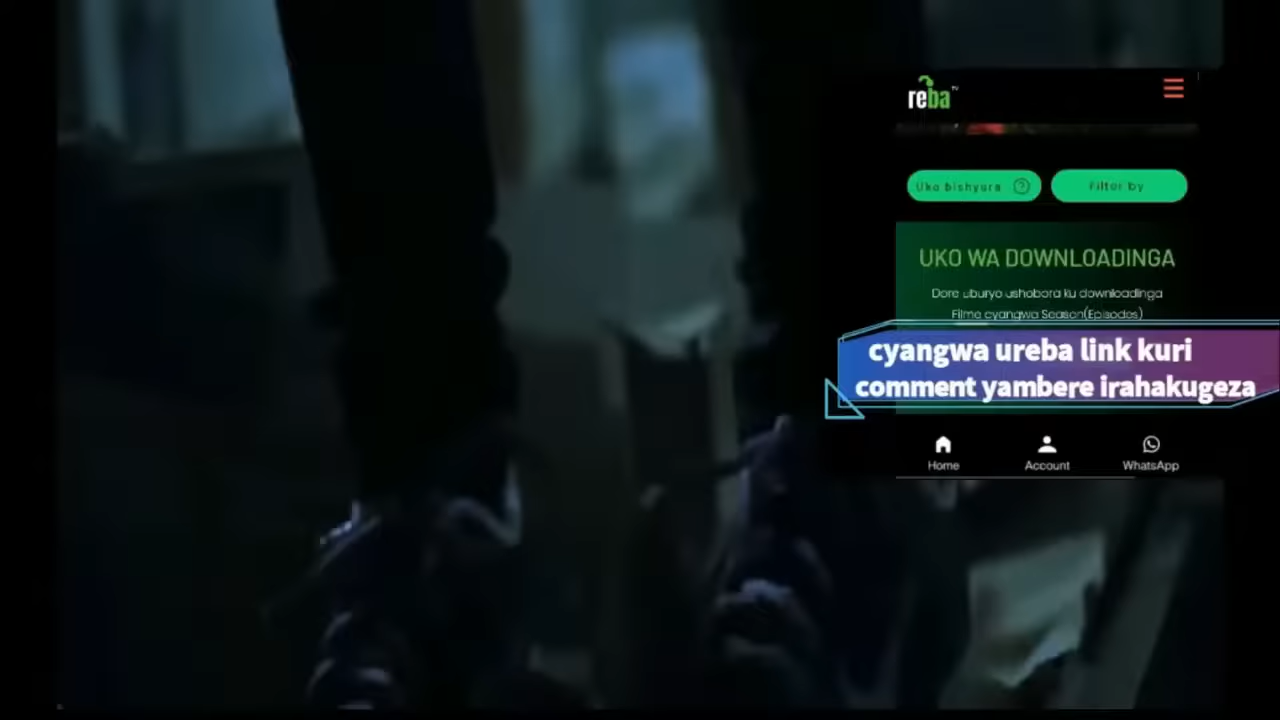 reba TV
Uko bishyura ? Filter by
UKO WA DOWNLOADINGA
Dore uburyo ushobora ku downloadinga
Filme cyangwa Season(Episodes)
cyangwa ureba link kuri
comment yambere irahakugeza
Home Account WhatsApp